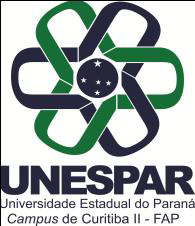 UNESPAR
Universidade Estadual do Paraná
Campus de Curitiba II - FAP